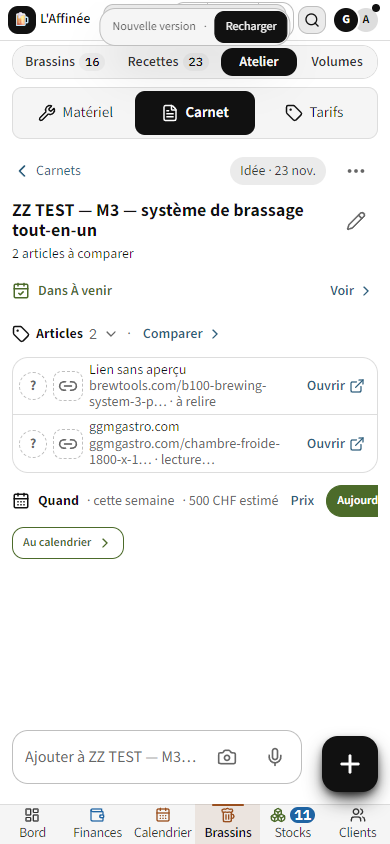 L'Affinée
Nouvelle version ·
Recharger
G
A
Brassins 16
Recettes 23
Atelier
Volumes
Matériel
Carnet
Tarifs
Carnets
Idée · 23 nov.
ZZ TEST — M3 — système de brassage
tout-en-un
2 articles à comparer
Dans À venir
Voir
Articles 2 · Comparer
Lien sans aperçu
?
brewtools.com/b100-brewing-
system-3-p… · à relire
Ouvrir
ggmgastro.com
?
ggmgastro.com/chambre-froide-
1800-x-1… · lecture…
Ouvrir
Quand · cette semaine · 500 CHF estimé Prix Aujourd
Au calendrier
Ajouter à ZZ TEST — M3…
Bord
Finances
Calendrier
Brassins
11
Stocks
Clients